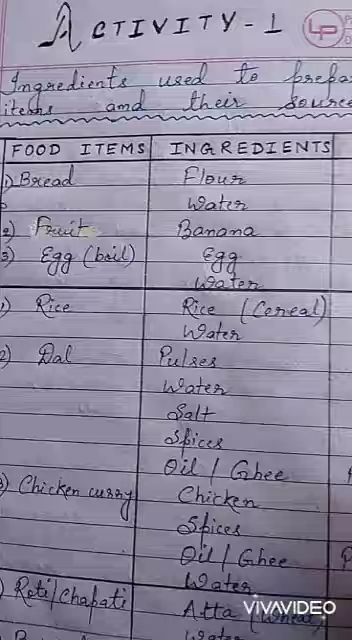 ACTIVITY - 1
LP
Ingredients used to prepa
items and their source
FOOD ITEMS INGREDIENTS
1) Bread Flour
Water
2) Fruit Banana
3) Egg (boil) Egg
Water
1) Rice Rice (Cereal)
Water
2) Dal Pulses
Water
Salt
Spices
Oil / Ghee
3) Chicken curry Chicken
Spices
Oil / Ghee
Water
) Roti/Chapati Atta (Wheat
Water
VIVAVIDEO